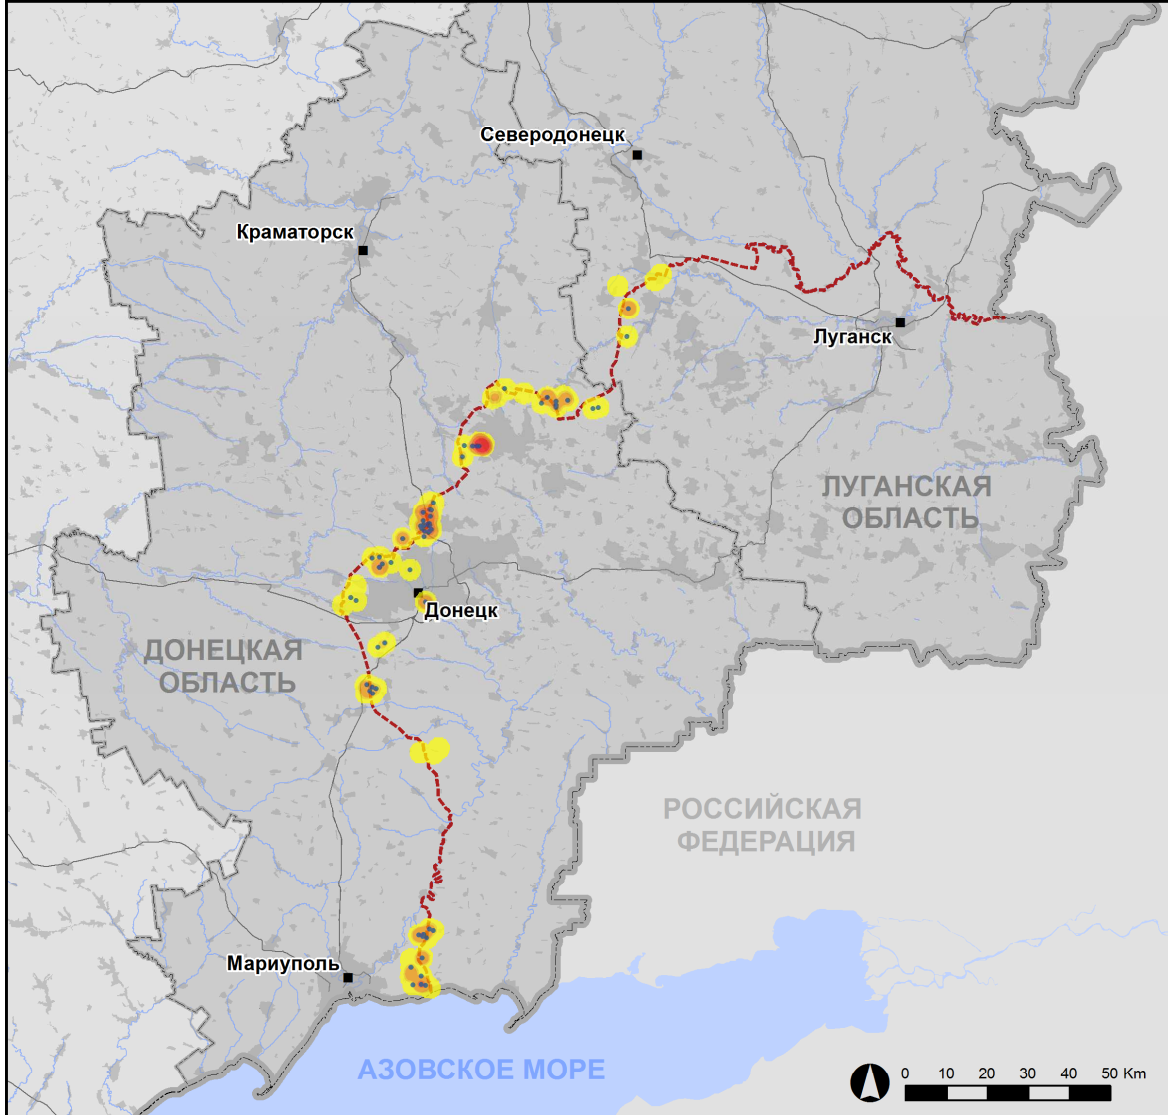 Северодонецк
Краматорск
Луганск
ЛУГАНСКАЯ
ОБЛАСТЬ
Донецк
ДОНЕЦКАЯ
ОБЛАСТЬ
РОССИЙСКАЯ
ФЕДЕРАЦИЯ
Мариуполь
АЗОВСКОЕ МОРЕ
0 10 20 30 40 50 Km